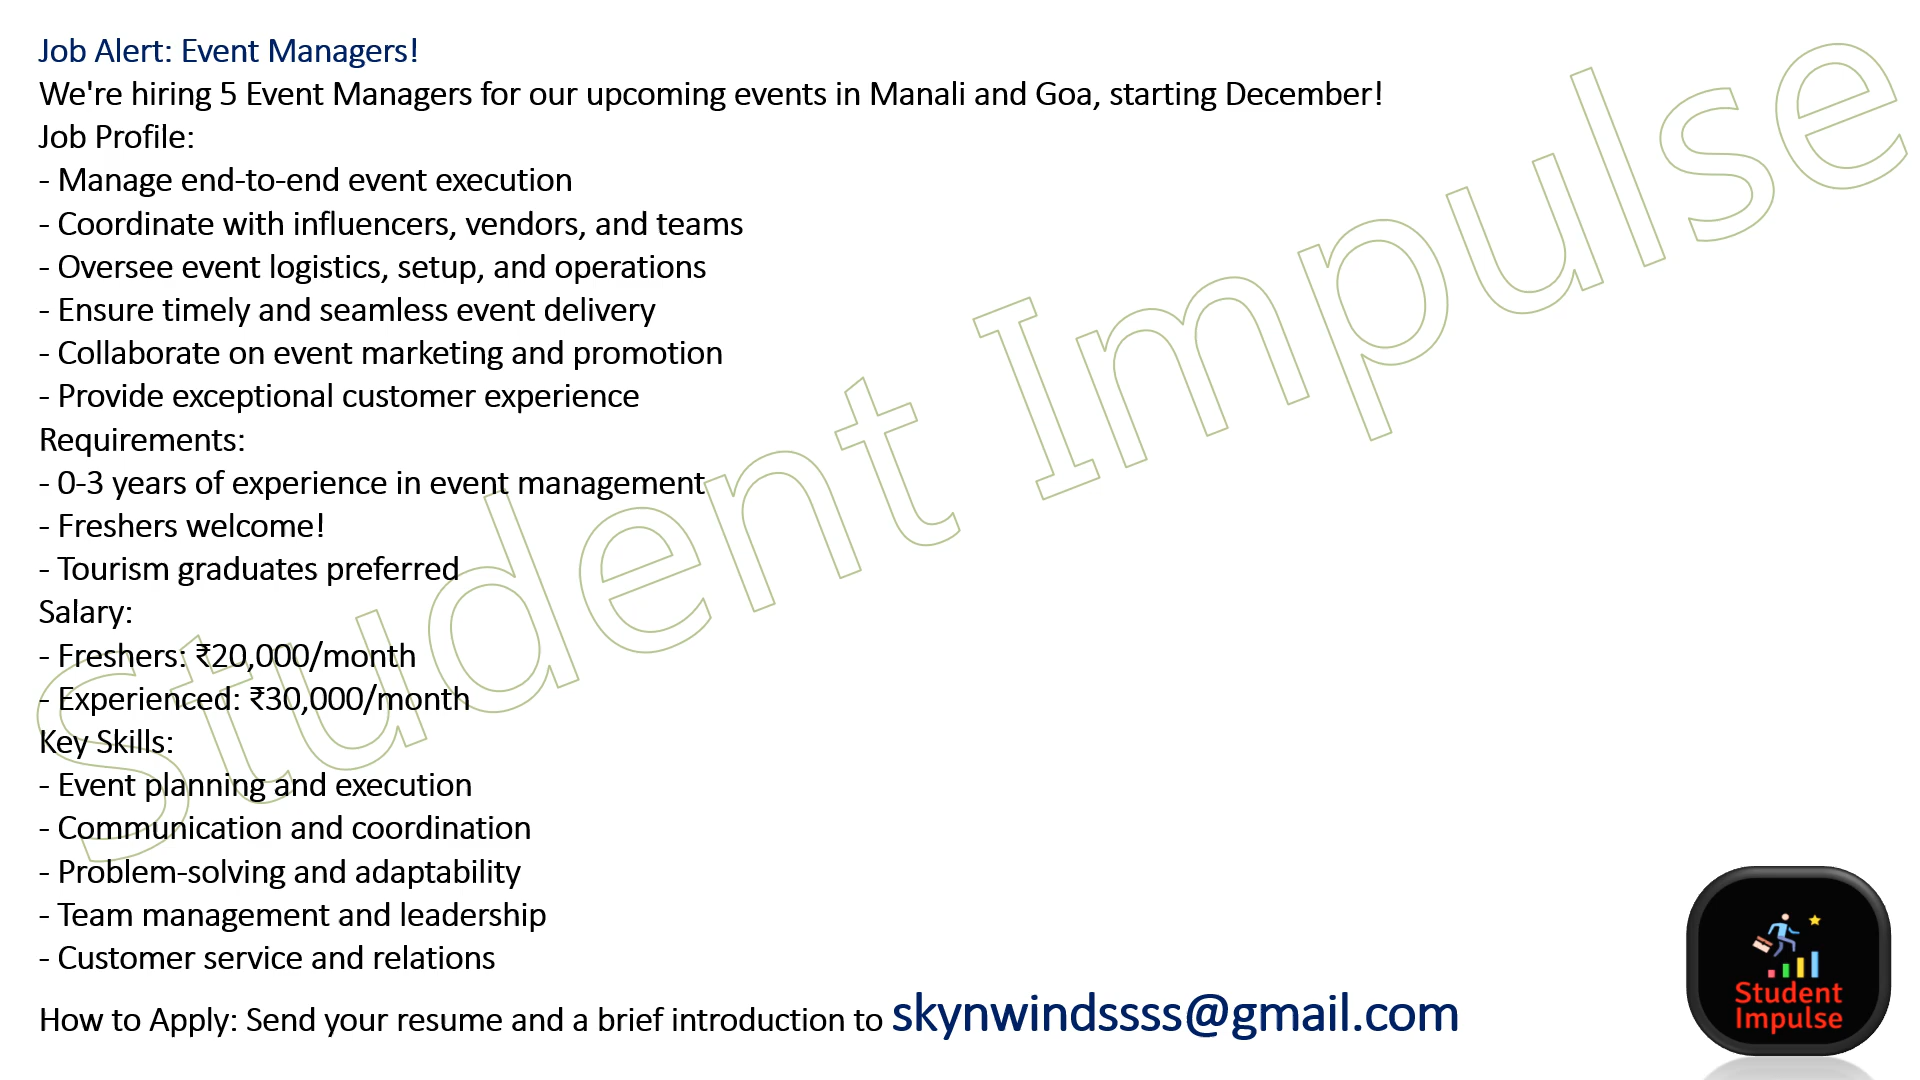 Job Alert: Event Managers!
We're hiring 5 Event Managers for our upcoming events in Manali and Goa, starting December!
Job Profile:
- Manage end-to-end event execution
- Coordinate with influencers, vendors, and teams
- Oversee event logistics, setup, and operations
- Ensure timely and seamless event delivery
- Collaborate on event marketing and promotion
- Provide exceptional customer experience
Requirements:
- 0-3 years of experience in event management
- Freshers welcome!
- Tourism graduates preferred
Salary:
- Freshers: ₹20,000/month
- Experienced: ₹30,000/month
Key Skills:
- Event planning and execution
- Communication and coordination
- Problem-solving and adaptability
- Team management and leadership
- Customer service and relations
How to Apply: Send your resume and a brief introduction to skynwindssss@gmail.com
Student Impulse
Student
Impulse